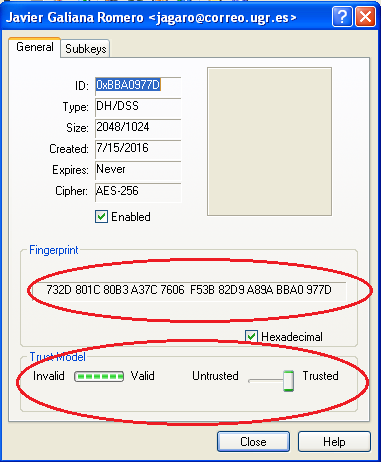 Javier Galiana Romero <jagaro@correo.ugr.es>
General Subkeys
ID: 0xBBA0977D
Type: DH/DSS
Size: 2048/1024
Created: 7/15/2016
Expires: Never
Cipher: AES-256
Enabled
Fingerprint
732D 801C 80B3 A37C 7606 F53B 82D9 A89A BBA0 977D
Hexadecimal
Trust Model
Invalid Valid Untrusted Trusted
Close Help